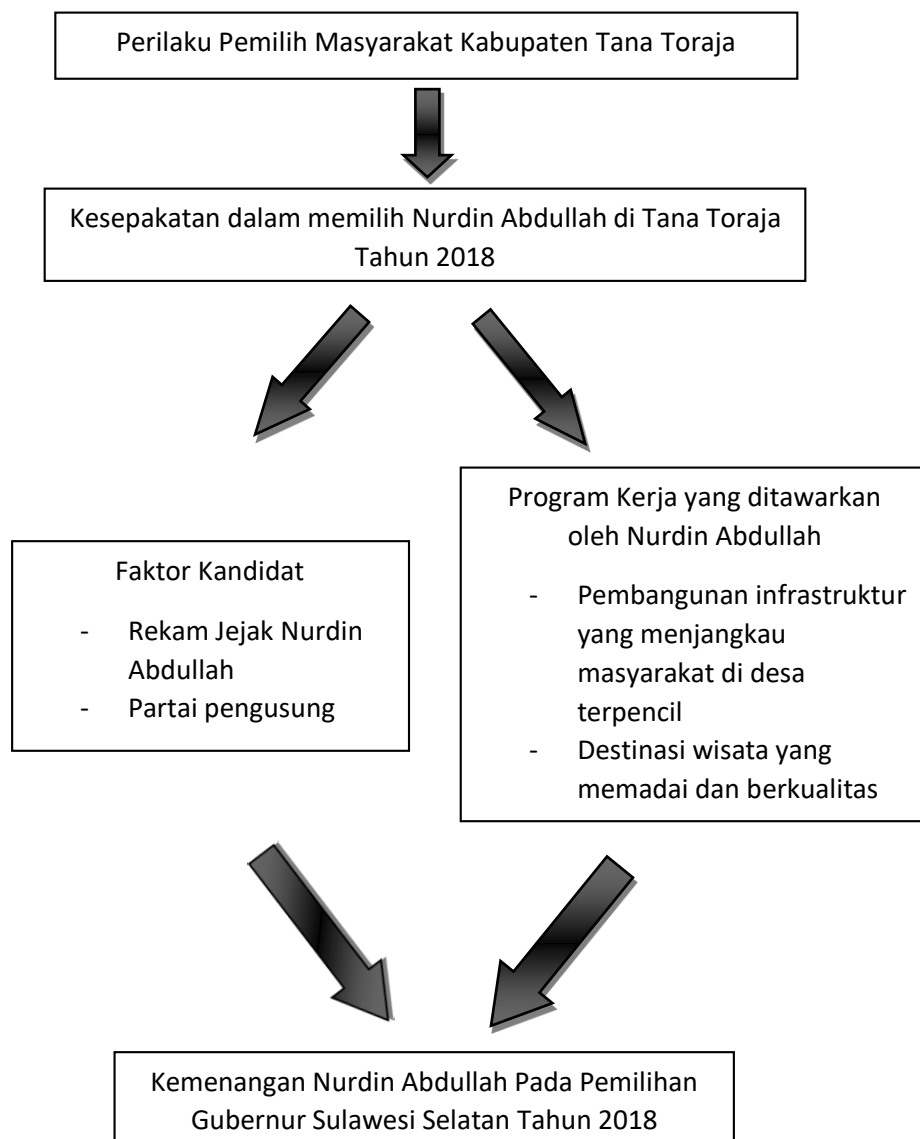 Perilaku Pemilih Masyarakat Kabupaten Tana Toraja
Kesepakatan dalam memilih Nurdin Abdullah di Tana Toraja
Tahun 2018
Faktor Kandidat
- Rekam Jejak Nurdin
Abdullah
- Partai pengusung
Program Kerja yang ditawarkan
oleh Nurdin Abdullah
- Pembangunan infrastruktur
yang menjangkau
masyarakat di desa
terpencil
- Destinasi wisata yang
memadai dan berkualitas
Kemenangan Nurdin Abdullah Pada Pemilihan
Gubernur Sulawesi Selatan Tahun 2018